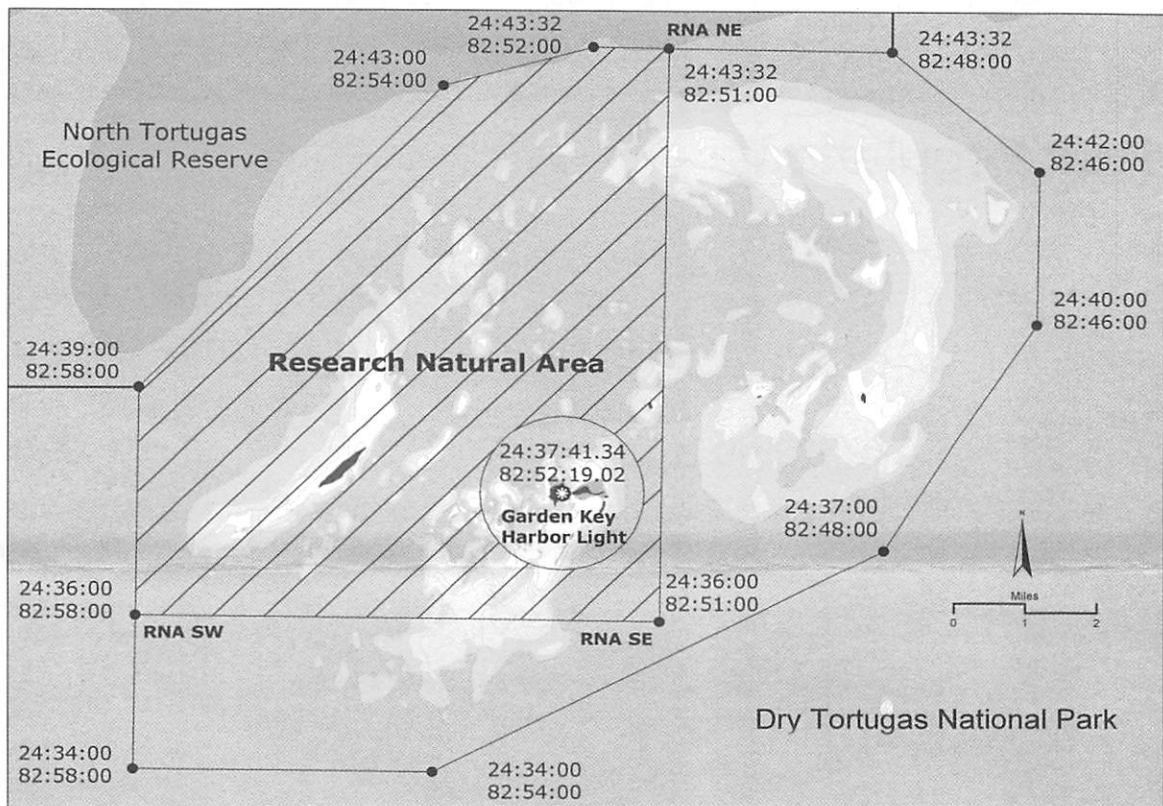 24:43:32
82:52:00
RNA NE
24:43:32
82:48:00
24:43:00
82:54:00
24:43:32
82:51:00
North Tortugas
Ecological Reserve
24:42:00
82:46:00
24:40:00
82:46:00
24:39:00
82:58:00
Research Natural Area
24:37:41.34
82:52:19.02
Garden Key
Harbor Light
24:37:00
82:48:00
N
Miles
0 1 2
24:36:00
82:58:00
RNA SW
24:36:00
82:51:00
RNA SE
Dry Tortugas National Park
24:34:00
82:58:00
24:34:00
82:54:00